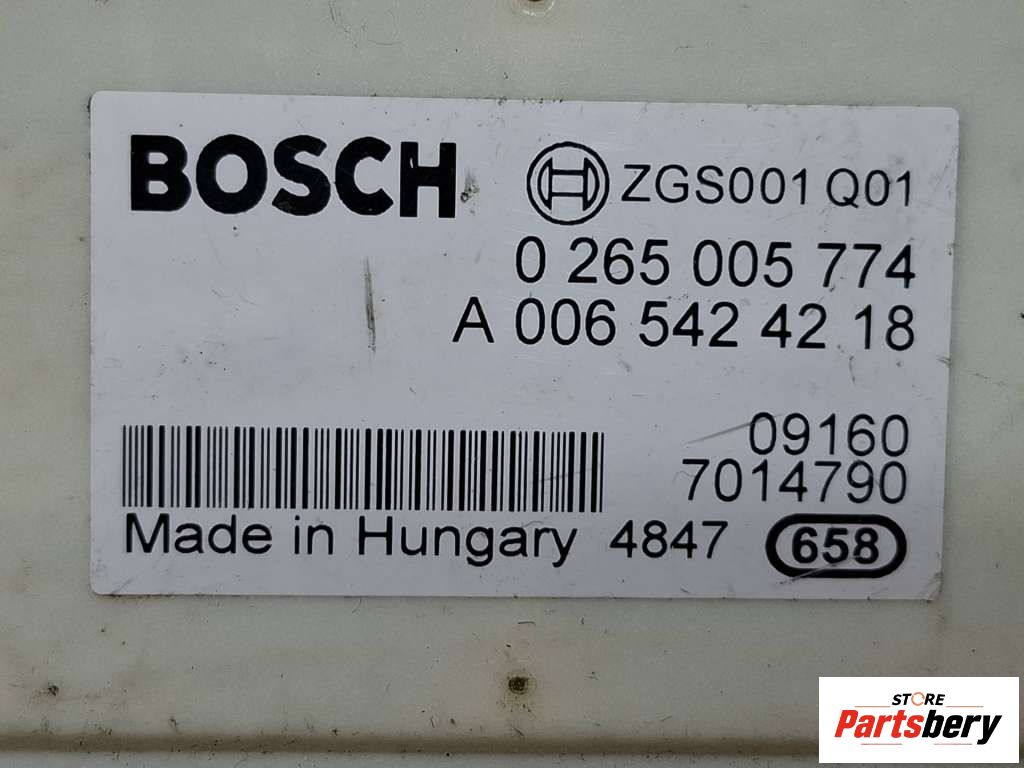 BOSCH ZGS001 Q01
0 265 005 774
A 006 542 42 18
09160
7014790
Made in Hungary 4847 658
STORE
Partsbery